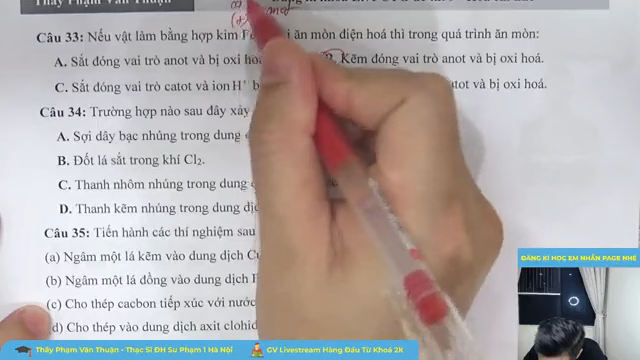 Thầy Phạm Văn Thuận
Câu 33: Nếu vật làm bằng hợp kim ăn mòn điện hoá thì trong quá trình ăn mòn:
A. Sắt đóng vai trò anot và bị oxi B. Kẽm đóng vai trò anot và bị oxi hoá.
C. Sắt đóng vai trò catot và ion H⁺ và bị oxi hoá.
Câu 34: Trường hợp nào sau đây xảy
A. Sợi dây bạc nhúng trong dung
B. Đốt lá sắt trong khí Cl₂.
C. Thanh nhôm nhúng trong dung
D. Thanh kẽm nhúng trong dung
Câu 35: Tiến hành các thí nghiệm sau
(a) Ngâm một lá kẽm vào dung dịch
(b) Ngâm một lá đồng vào dung dịch
(c) Cho thép cacbon tiếp xúc với nước
d) Cho thép vào dung dịch axit clohid
ĐĂNG KÍ HỌC EM NHẮN PAGE NHÉ
Thầy Phạm Văn Thuận - Thạc Sĩ ĐH Sư Phạm 1 Hà Nội
GV Livestream Hàng Đầu Từ Khoá 2K